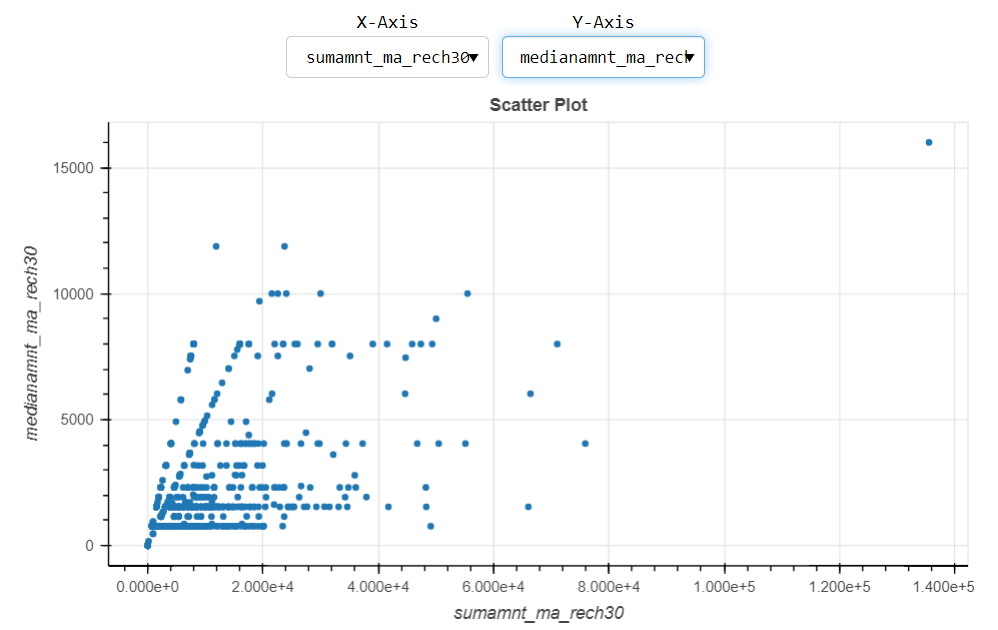 X-Axis Y-Axis
sumamnt_ma_rech30 medianamnt_ma_rec
Scatter Plot
15000
10000
5000
0
medianamnt_ma_rech30
0.000e+0 2.000e+4 4.000e+4 6.000e+4 8.000e+4 1.000e+5 1.200e+5 1.400e+5
sumamnt_ma_rech30